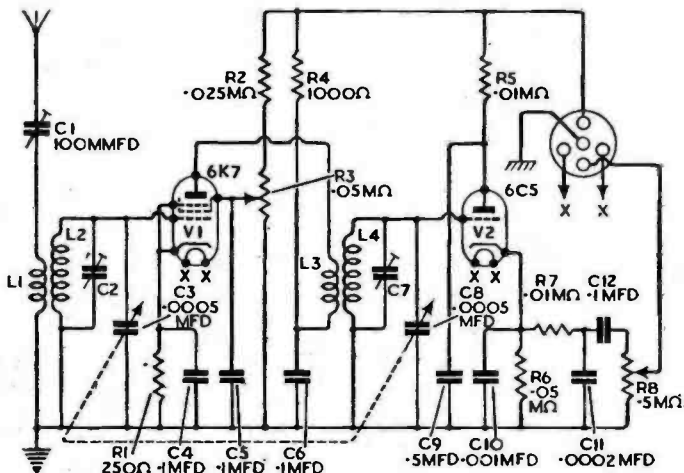 R2
·025MΩ
R4
1000Ω
R5
·01MΩ
C1
100MMFD
6K7
R3
·05MΩ
6C5
V1
V2
L1
L2
L3
L4
X X
X X
X X
C2
C3
·0005
MFD
C7
C8
·0005
MFD
R7
·01MΩ
C12
·1MFD
R6
·05
MΩ
R8
·5MΩ
R1
250Ω
C4
·1MFD
C5
·1MFD
C6
·1MFD
C9
·5MFD
C10
·001MFD
C11
·0002MFD